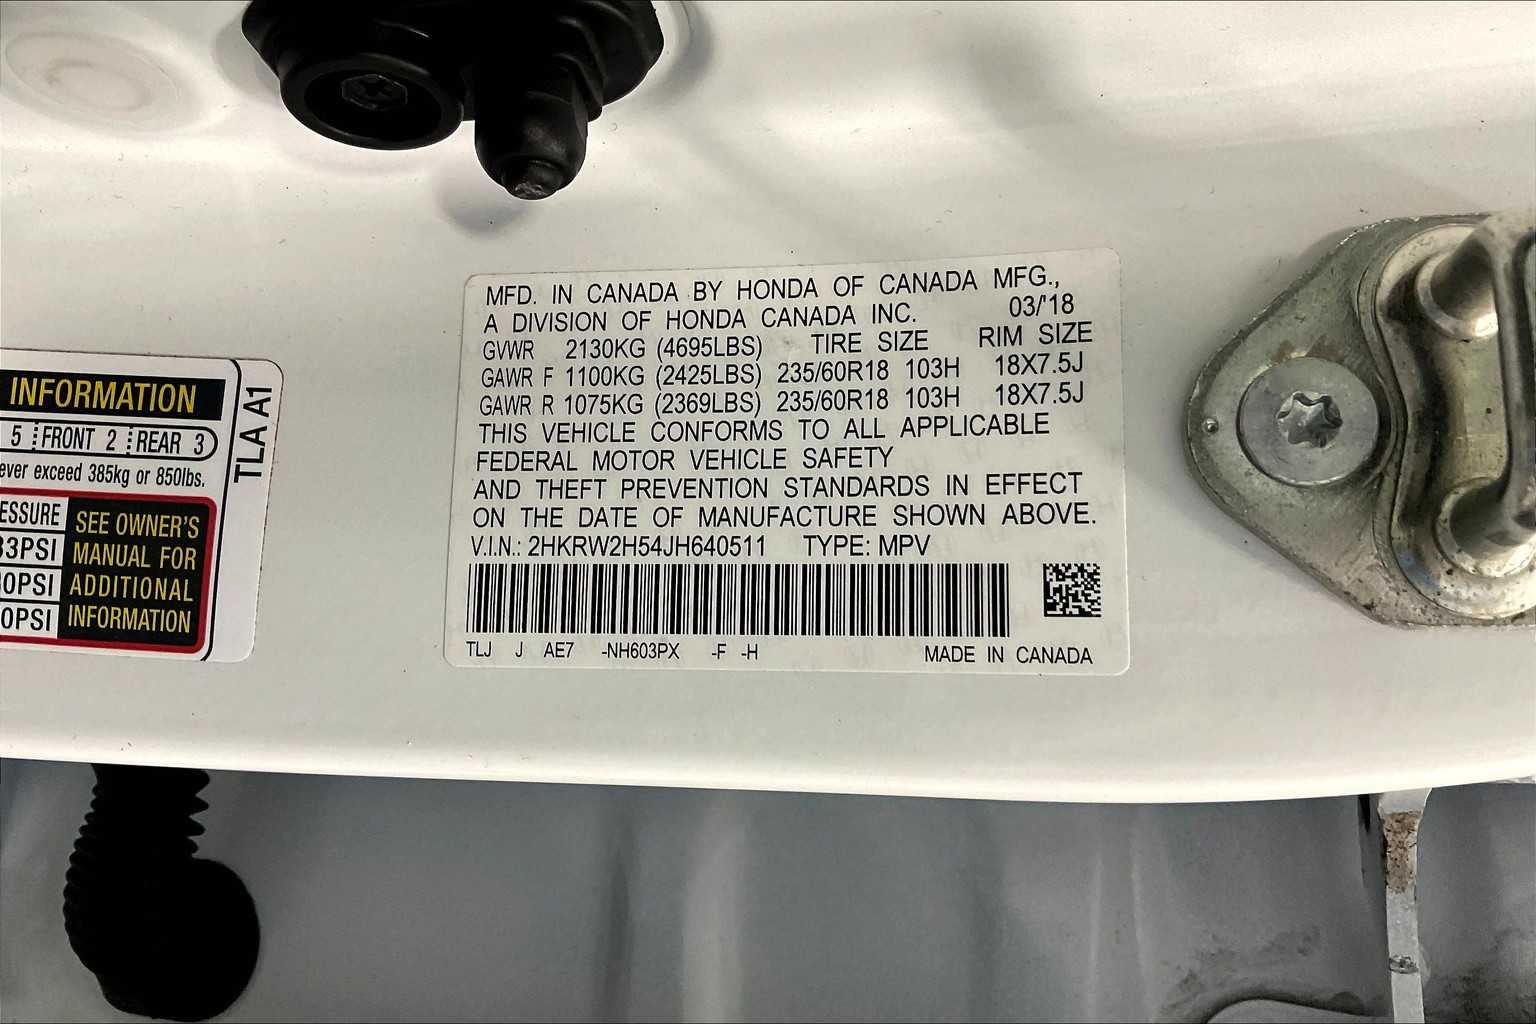 MFD. IN CANADA BY HONDA OF CANADA MFG.,
A DIVISION OF HONDA CANADA INC. 03/'18
GVWR 2130KG (4695LBS) TIRE SIZE RIM SIZE
GAWR F 1100KG (2425LBS) 235/60R18 103H 18X7.5J
GAWR R 1075KG (2369LBS) 235/60R18 103H 18X7.5J
THIS VEHICLE CONFORMS TO ALL APPLICABLE
FEDERAL MOTOR VEHICLE SAFETY
AND THEFT PREVENTION STANDARDS IN EFFECT
ON THE DATE OF MANUFACTURE SHOWN ABOVE.
V.I.N.: 2HKRW2H54JH640511 TYPE: MPV
TLJ J AE7 -NH603PX -F -H MADE IN CANADA
INFORMATION
5 FRONT 2 REAR 3
exceed 385kg or 850lbs.
SEE OWNER'S
MANUAL FOR
ADDITIONAL
INFORMATION
TLA A1